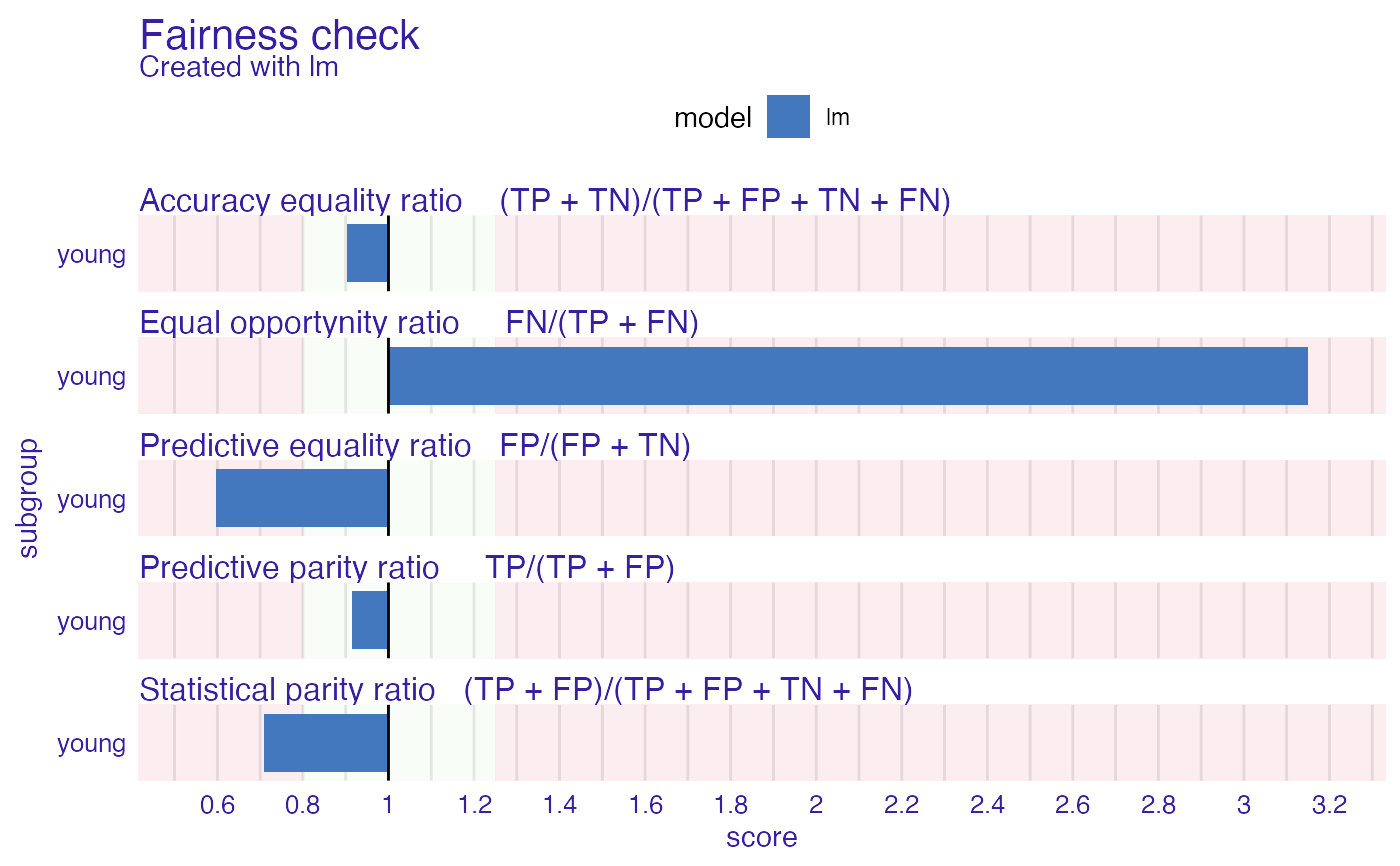 Fairness check
Created with lm
model lm
Accuracy equality ratio (TP + TN)/(TP + FP + TN + FN)
young
Equal opportynity ratio FN/(TP + FN)
young
Predictive equality ratio FP/(FP + TN)
young
Predictive parity ratio TP/(TP + FP)
young
Statistical parity ratio (TP + FP)/(TP + FP + TN + FN)
young
subgroup
0.6 0.8 1 1.2 1.4 1.6 1.8 2 2.2 2.4 2.6 2.8 3 3.2
score